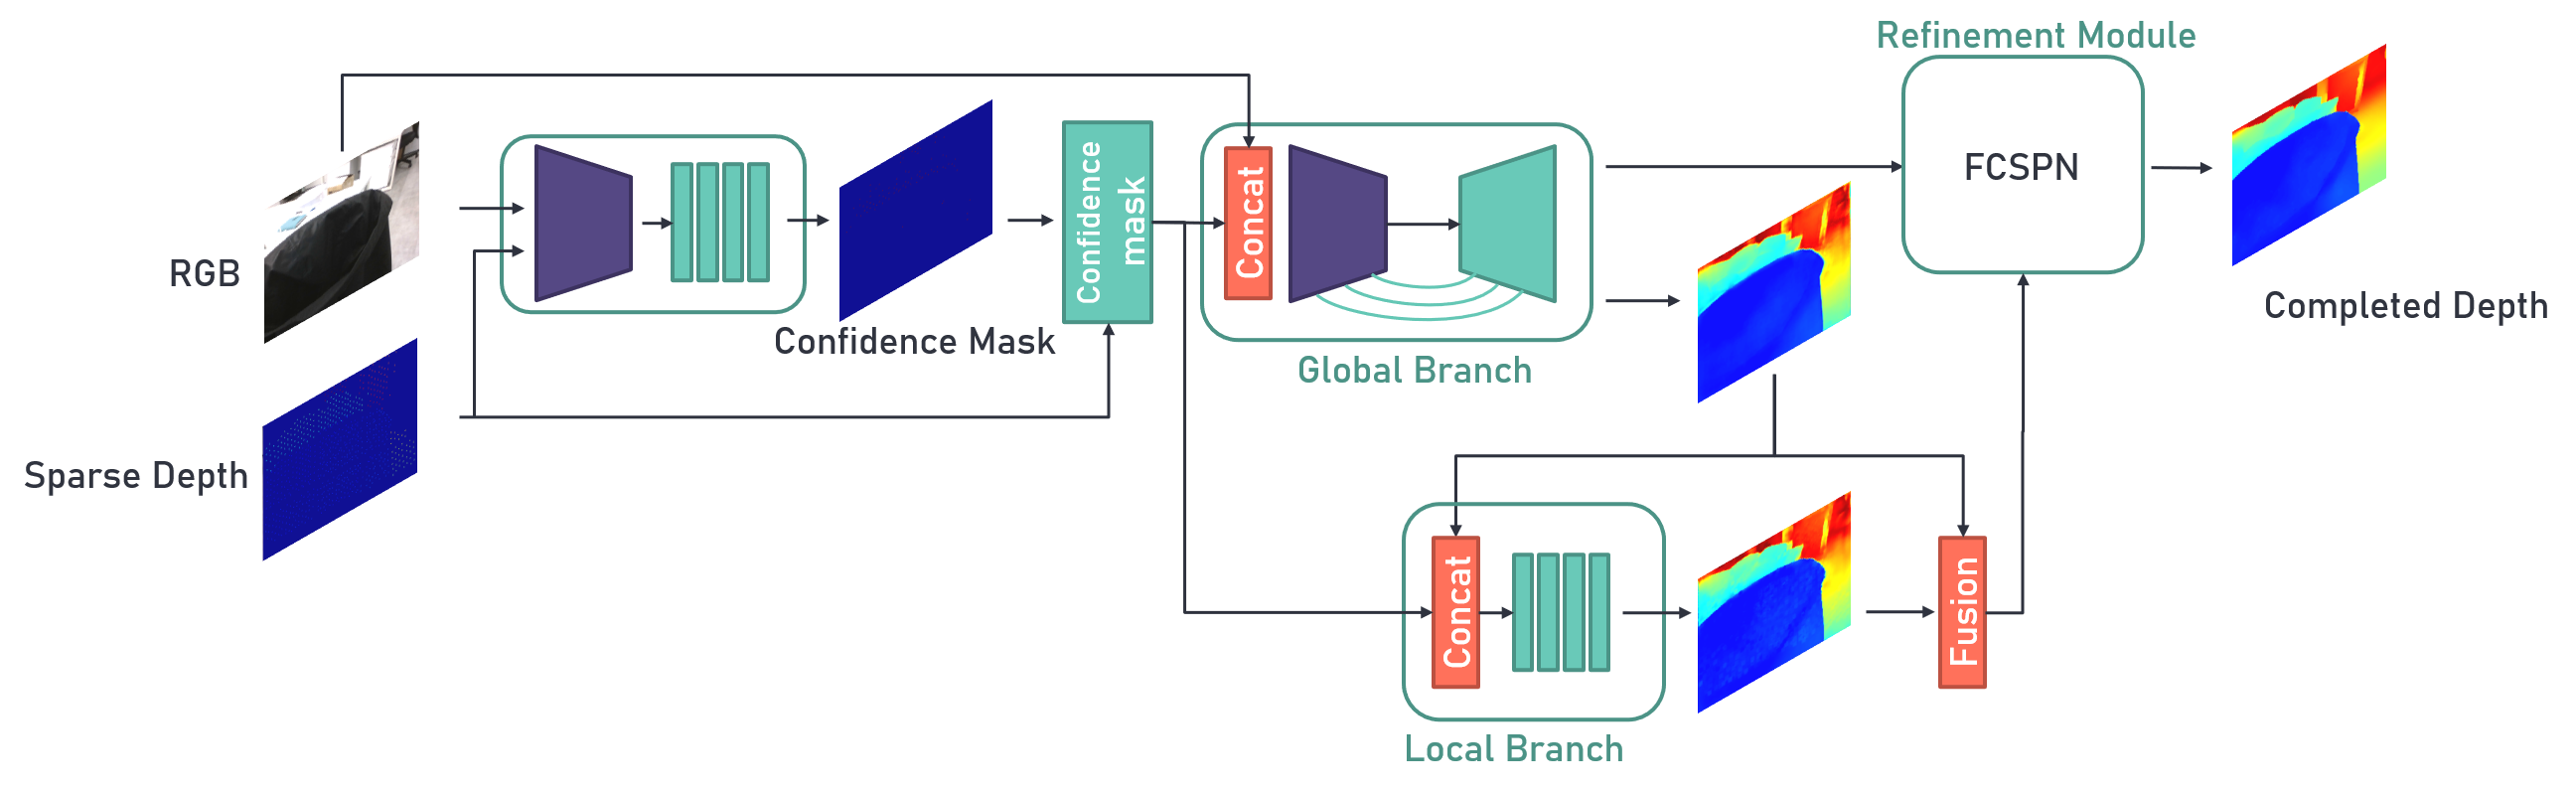 Refinement Module
FCSPN
RGB
Sparse Depth
Confidence Mask
Confidence
mask
Concat
Global Branch
Completed Depth
Concat
Local Branch
Fusion